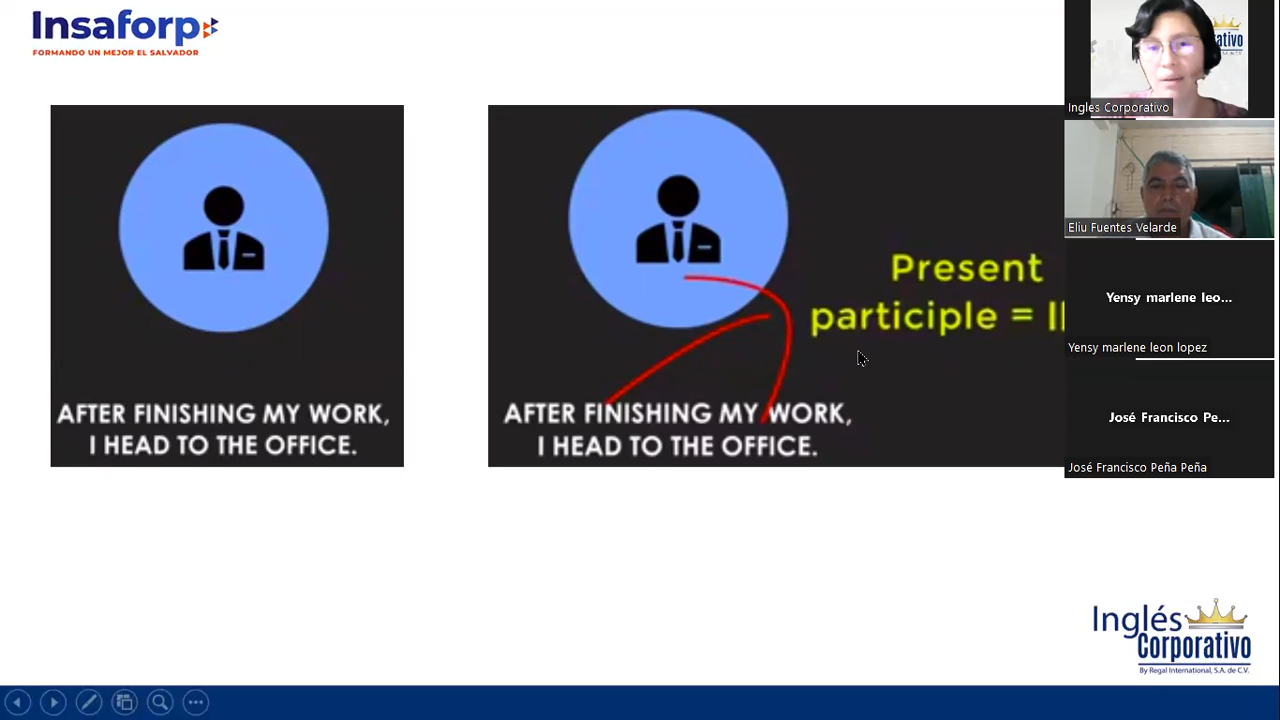 Insaforp
FORMANDO UN MEJOR EL SALVADOR
AFTER FINISHING MY WORK,
I HEAD TO THE OFFICE.
Present
participle =
AFTER FINISHING MY WORK,
I HEAD TO THE OFFICE.
Ingles Corporativo
Eliu Fuentes Velarde
Yensy marlene leo...
Yensy marlene leon lopez
José Francisco Pe...
José Francisco Peña Peña
Inglés
Corporativo
By Regal International, S.A. de C.V.